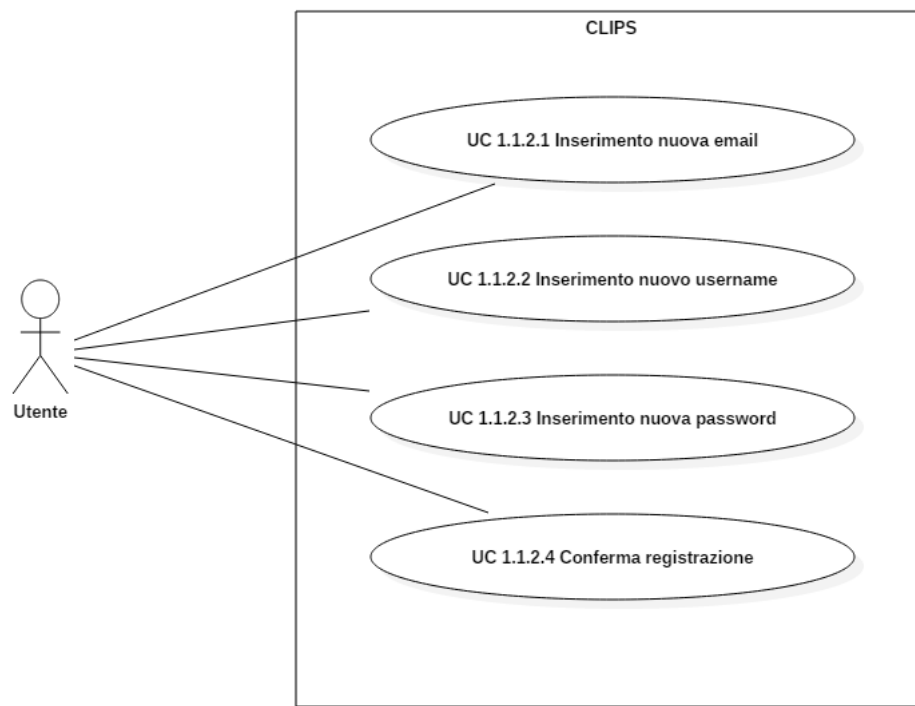 CLIPS
UC 1.1.2.1 Inserimento nuova email
UC 1.1.2.2 Inserimento nuovo username
UC 1.1.2.3 Inserimento nuova password
Utente
UC 1.1.2.4 Conferma registrazione